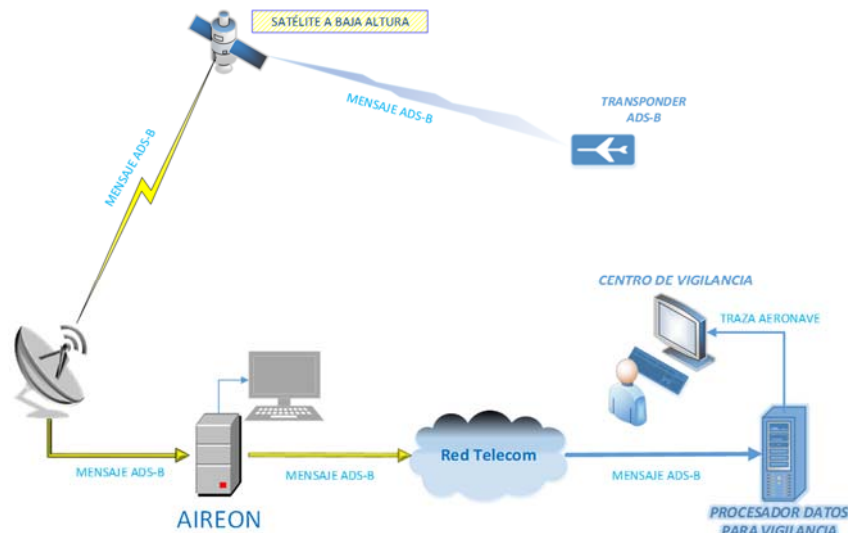 SATÉLITE A BAJA ALTURA
MENSAJE ADS-B
TRANSPONDER
ADS-B
MENSAJE ADS-B
CENTRO DE VIGILANCIA
TRAZA AERONAVE
Red Telecom
MENSAJE ADS-B
MENSAJE ADS-B
MENSAJE ADS-B
AIREON
PROCESADOR DATOS
PARA VIGILANCIA